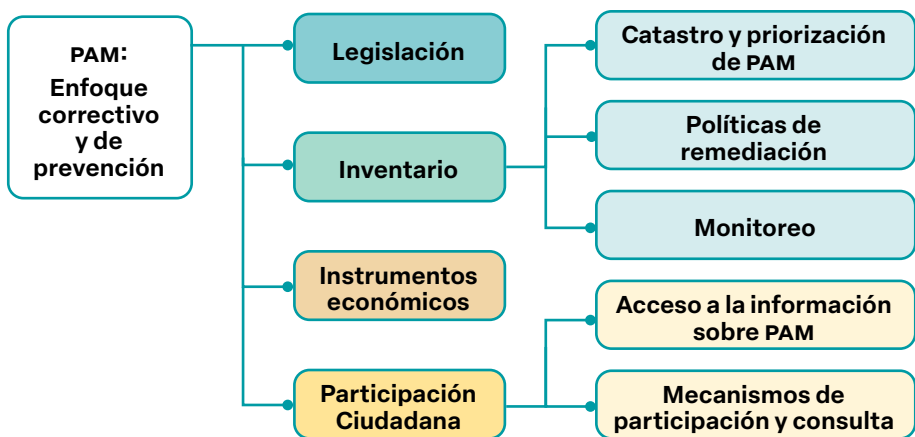 PAM:
Enfoque
correctivo
y de
prevención
Legislación
Inventario
Instrumentos
económicos
Participación
Ciudadana
Catastro y priorización
de PAM
Políticas de
remediación
Monitoreo
Acceso a la información
sobre PAM
Mecanismos de
participación y consulta